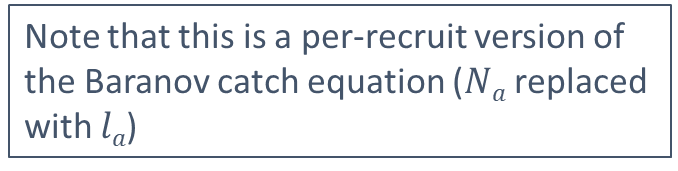 Note that this is a per-recruit version of
the Baranov catch equation (Nₐ replaced
with lₐ)